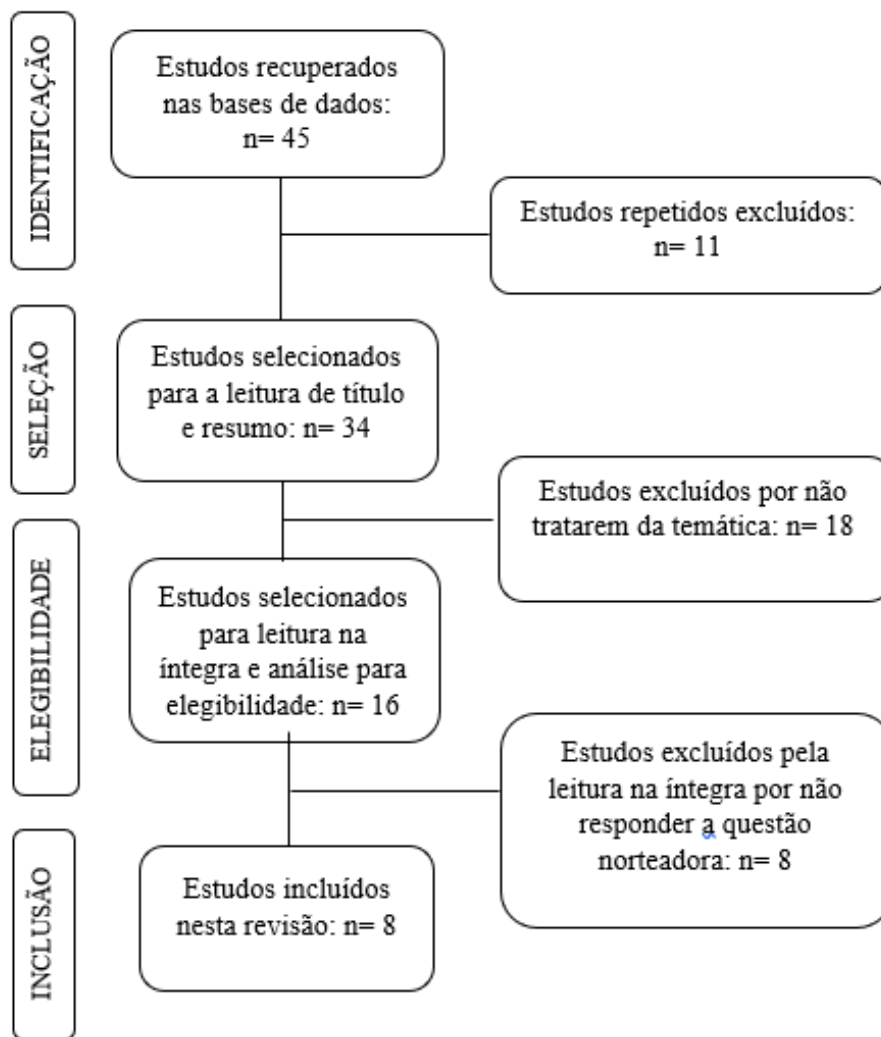 IDENTIFICAÇÃO
Estudos recuperados
nas bases de dados:
n= 45
Estudos repetidos excluídos:
n= 11
SELEÇÃO
Estudos selecionados
para a leitura de título
e resumo: n= 34
Estudos excluídos por não
tratarem da temática: n= 18
ELEGIBILIDADE
Estudos selecionados
para leitura na
íntegra e análise para
elegibilidade: n= 16
Estudos excluídos pela
leitura na íntegra por não
responder a questão
norteadora: n= 8
INCLUSÃO
Estudos incluídos
nesta revisão: n= 8